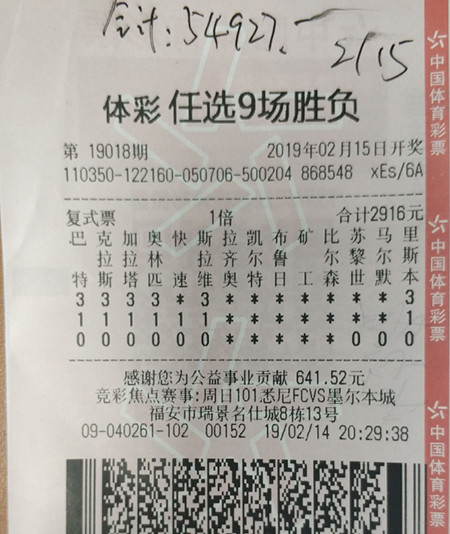 合计：54927.一
2/15
体彩 任选9场胜负
第 19018期 2019年02月15日开奖
110350-122160-050706-500204 868548 xEs/6A
复式票 1倍 合计2916元
巴 克 加 奥 快 斯 拉 凯 布 矿 比 苏 马 里
拉 拉 林 拉 齐 尔 鲁 尔 黎 尔 斯
特 斯 塔 匹 速 维 奥 特 日 工 森 世 默 本
3 3 3 3 * 3 * * * * * * * 3
1 1 1 1 1 1 * * * * * * * 1
0 0 0 0 0 0 * * * * * 0 0 0
感谢您为公益事业贡献 641.52元
竞彩焦点赛事:周日101.悉尼FCVS墨尔本城
福安市瑞景名仕城8栋13号
09-040261-102 00152 19/02/14 20:29:38
中国体育彩票
中国体育彩票
中国体育彩票